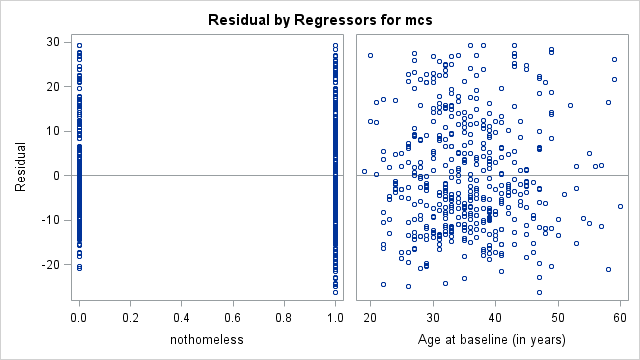 Residual by Regressors for mcs
Residual
30
20
10
0
-10
-20
0.0 0.2 0.4 0.6 0.8 1.0
nothomeless
20 30 40 50 60
Age at baseline (in years)